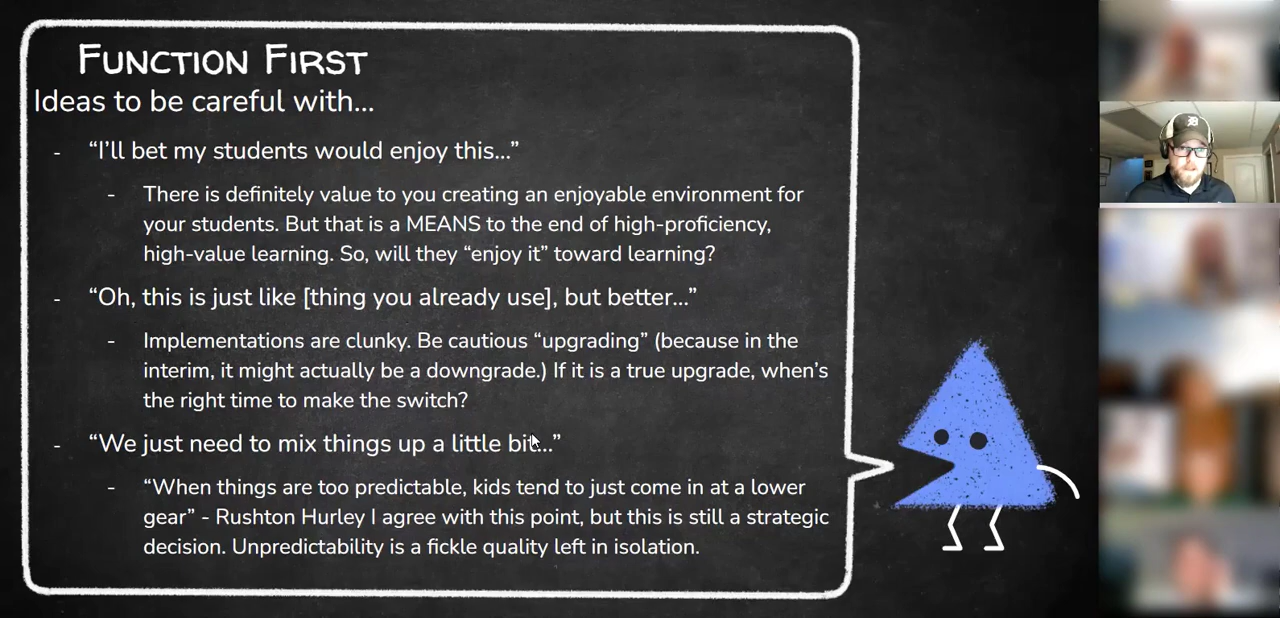 Function First
Ideas to be careful with...
- “I’ll bet my students would enjoy this...”
- There is definitely value to you creating an enjoyable environment for
your students. But that is a MEANS to the end of high-proficiency,
high-value learning. So, will they “enjoy it” toward learning?
- “Oh, this is just like [thing you already use], but better...”
- Implementations are clunky. Be cautious “upgrading” (because in the
interim, it might actually be a downgrade.) If it is a true upgrade, when’s
the right time to make the switch?
- “We just need to mix things up a little bit...”
- “When things are too predictable, kids tend to just come in at a lower
gear” - Rushton Hurley I agree with this point, but this is still a strategic
decision. Unpredictability is a fickle quality left in isolation.